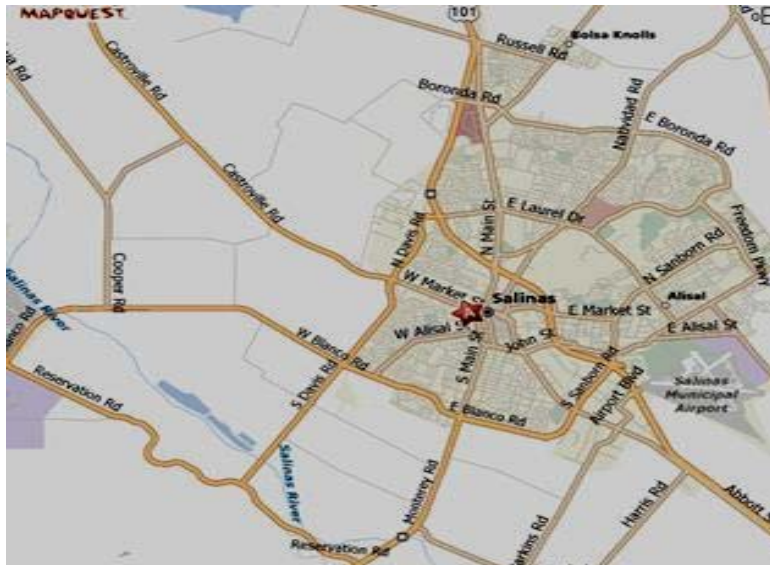 MAPQUEST
101
Bolsa Knolls
Russell Rd
Castroville Rd
Boronda Rd
E Boronda Rd
Natividad Rd
Castroville Rd
E Laurel Dr
N Main St
N Davis Rd
Freedom Pkwy
N Sanborn Rd
Cooper Rd
Salinas River
W Market
Salinas
Alisal
E Market St
E Alisal St
W Alisal
John St
S Main St
W Blanco Rd
S Davis Rd
S Sanborn Rd
Airport Blvd
Salinas
Municipal
Airport
Reservation Rd
E Blanco Rd
Salinas River
Monterey Rd
Harris Rd
Abbott
Reservation Rd